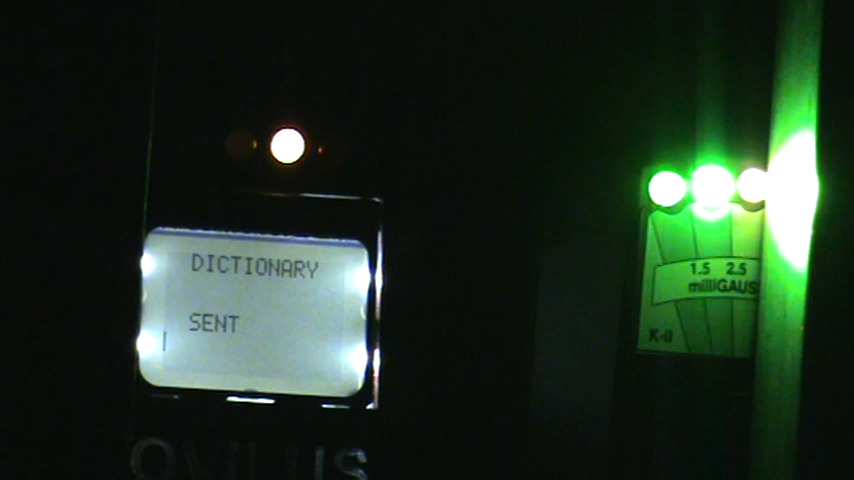 DICTIONARY
SENT
OVILUS
1.5 2.5
milliGAUS
K-II